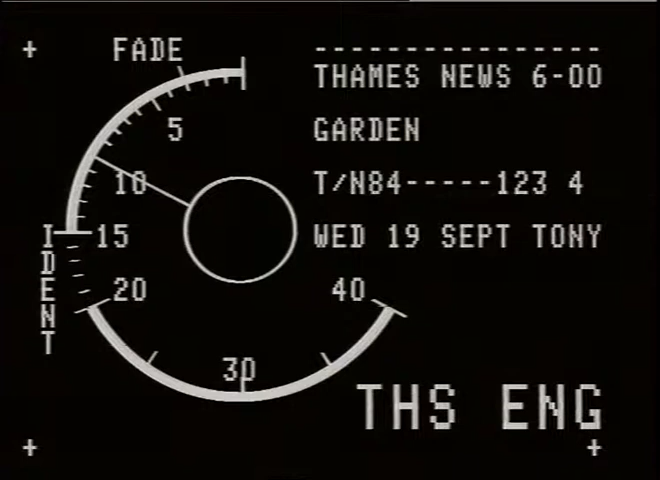 FADE
----------------
THAMES NEWS 6-00
5
GARDEN
10
T/N84-----123 4
IDENT
15
WED 19 SEPT TONY
20
40
30
THS ENG